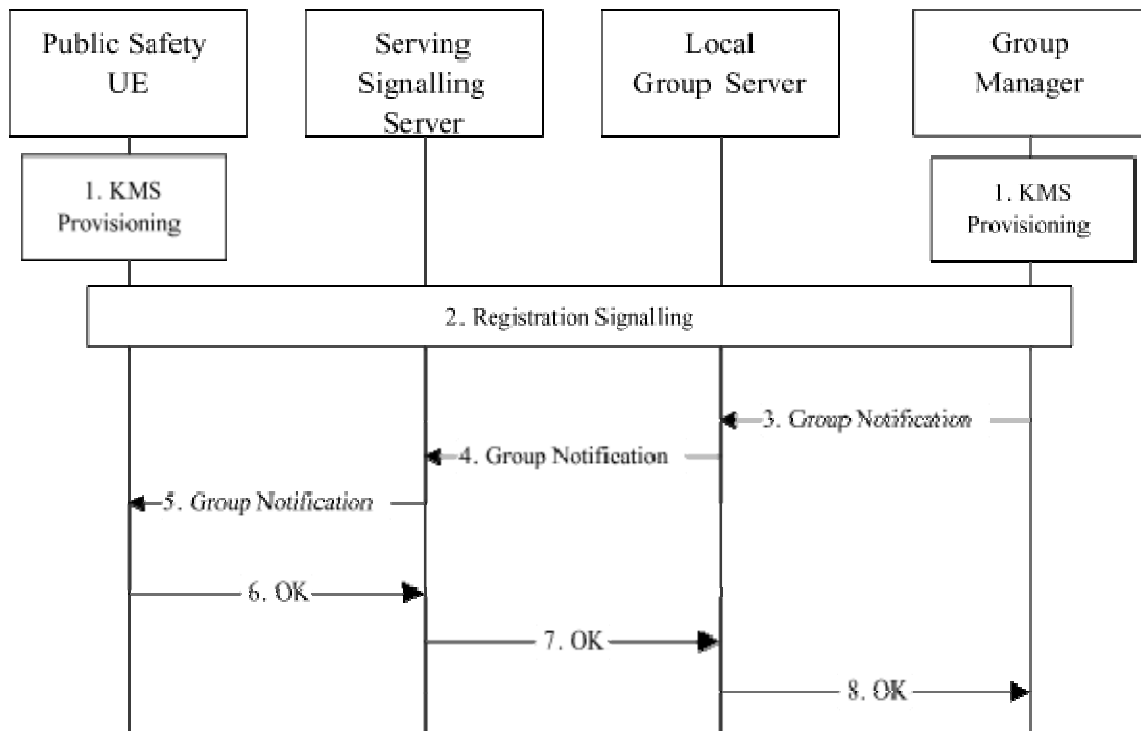 Public Safety
UE
Serving
Signalling
Server
Local
Group Server
Group
Manager
1. KMS
Provisioning
1. KMS
Provisioning
2. Registration Signalling
3. Group Notification
4. Group Notification
5. Group Notification
6. OK
7. OK
8. OK